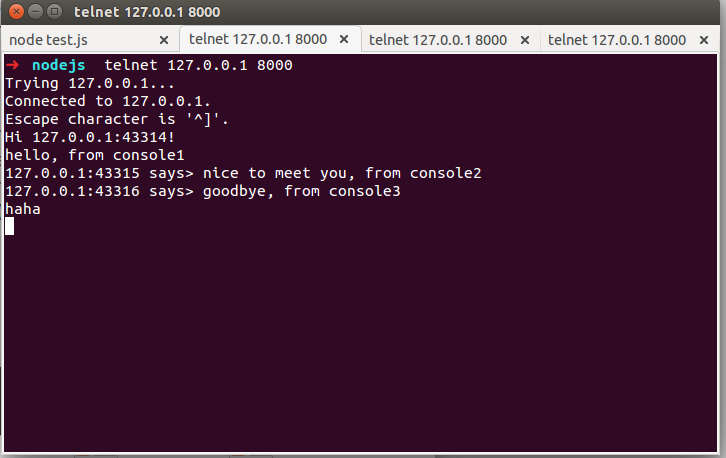 telnet 127.0.0.1 8000
node test.js × telnet 127.0.0.1 8000 × telnet 127.0.0.1 8000 × telnet 127.0.0.1 8000 ×
➜ nodejs telnet 127.0.0.1 8000
Trying 127.0.0.1...
Connected to 127.0.0.1.
Escape character is '^]'.
Hi 127.0.0.1:43314!
hello, from console1
127.0.0.1:43315 says> nice to meet you, from console2
127.0.0.1:43316 says> goodbye, from console3
haha